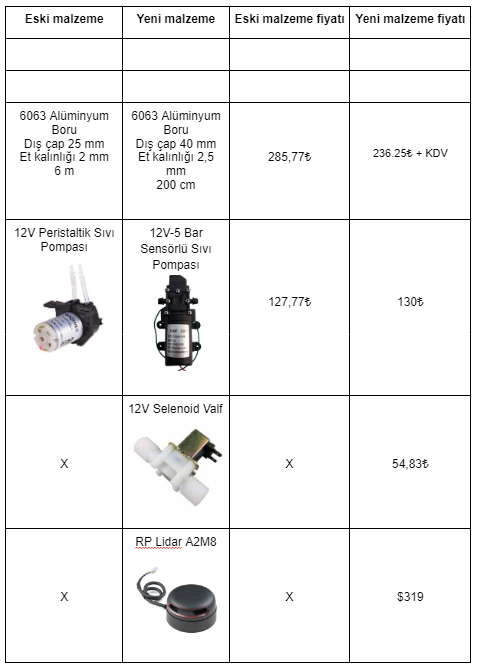 Eski malzeme
Yeni malzeme
Eski malzeme fiyatı
Yeni malzeme fiyatı
6063 Alüminyum
Boru
Dış çap 25 mm
Et kalınlığı 2 mm
6 m
6063 Alüminyum
Boru
Dış çap 40 mm
Et kalınlığı 2,5
mm
200 cm
285,77₺
236.25₺ + KDV
12V Peristaltik Sıvı
Pompası
12V-5 Bar
Sensörlü Sıvı
Pompası
127,77₺
130₺
X
12V Selenoid Valf
X
54,83₺
X
RP Lidar A2M8
X
$319